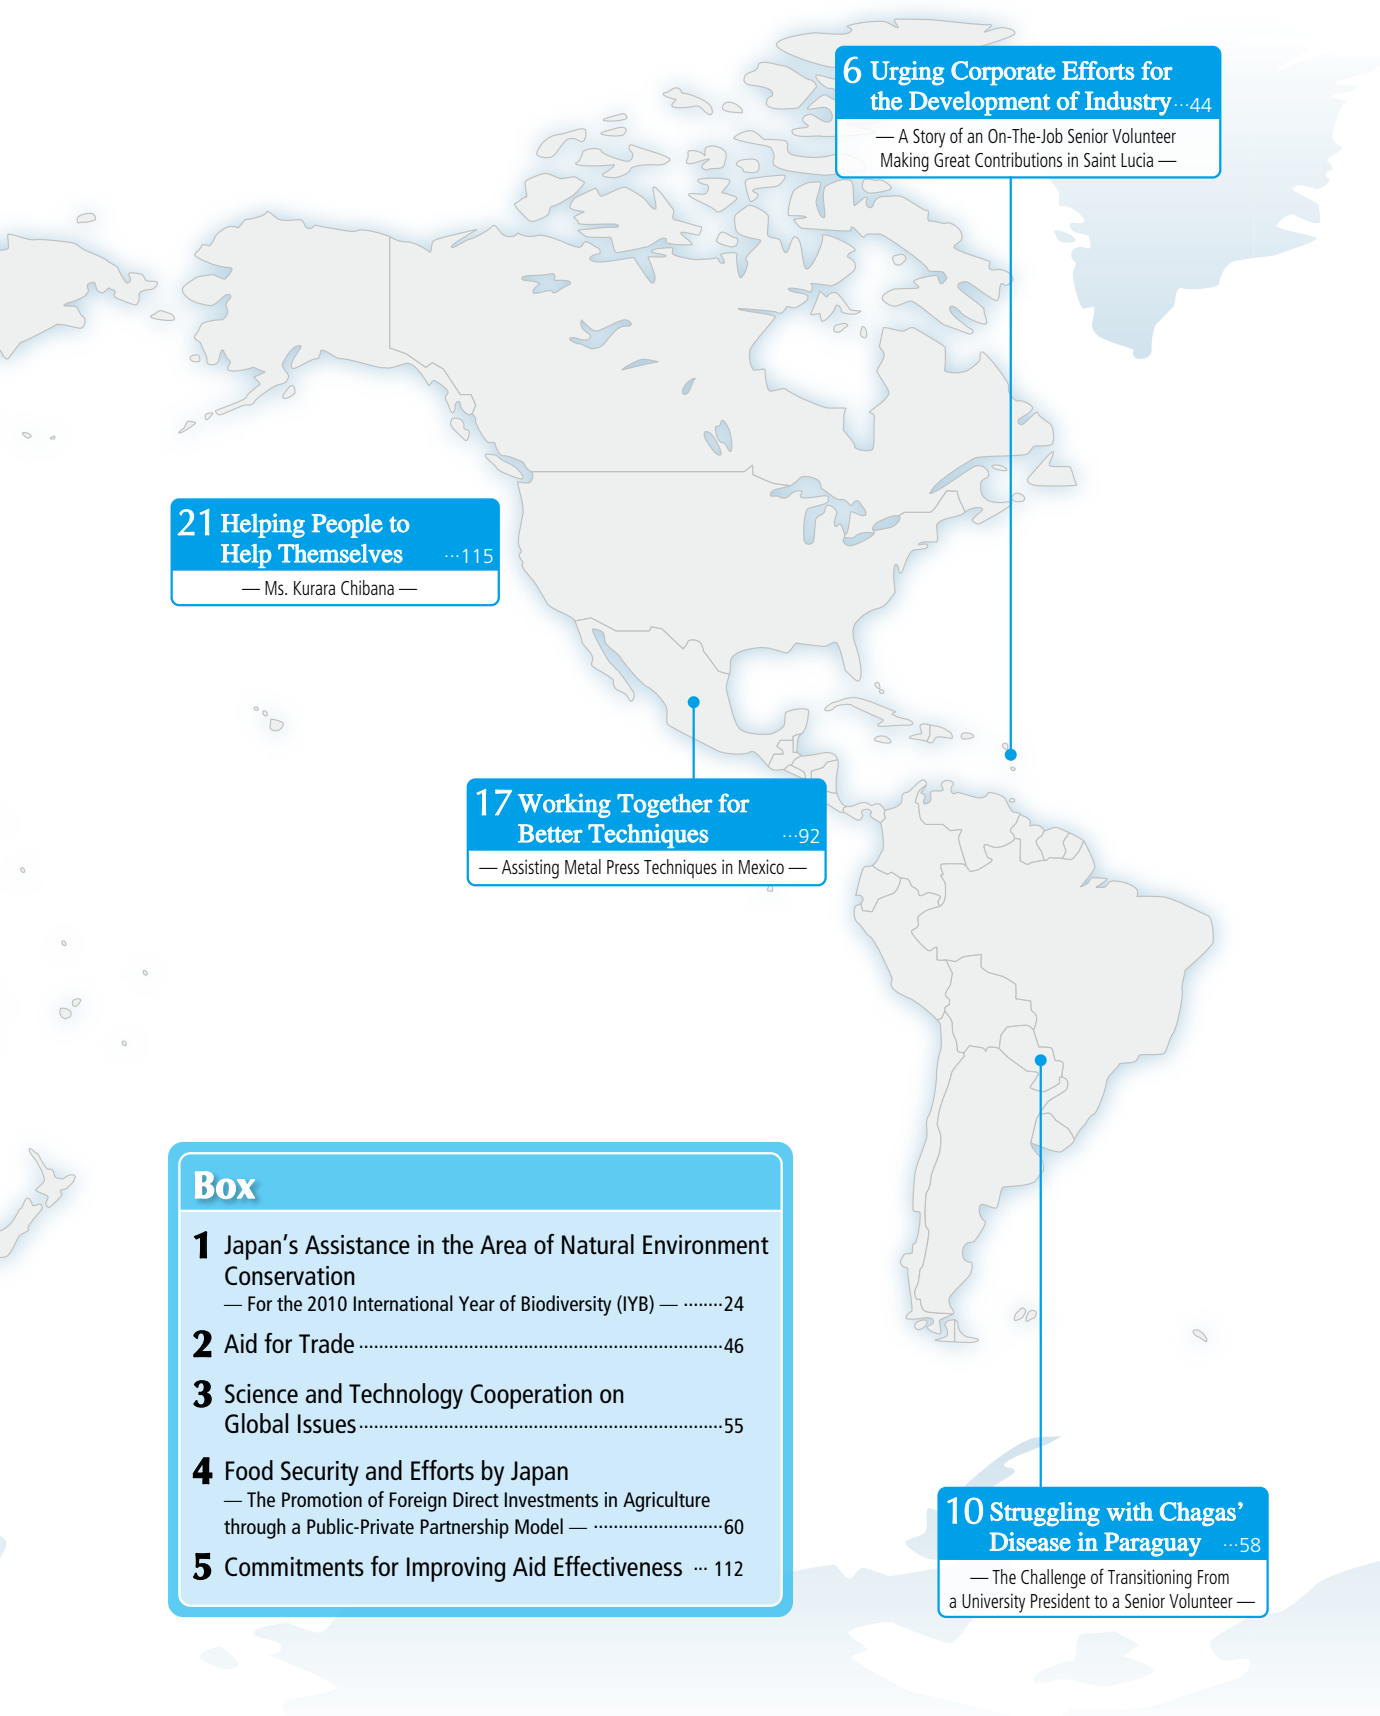 6 Urging Corporate Efforts for
the Development of Industry···44
— A Story of an On-The-Job Senior Volunteer
Making Great Contributions in Saint Lucia —
21 Helping People to
Help Themselves ···115
— Ms. Kurara Chibana —
17 Working Together for
Better Techniques ···92
— Assisting Metal Press Techniques in Mexico —
Box
1 Japan’s Assistance in the Area of Natural Environment
Conservation
— For the 2010 International Year of Biodiversity (IYB) — ········24
2 Aid for Trade·········································································46
3 Science and Technology Cooperation on
Global Issues·········································································55
4 Food Security and Efforts by Japan
— The Promotion of Foreign Direct Investments in Agriculture
through a Public-Private Partnership Model — ··························60
5 Commitments for Improving Aid Effectiveness ··· 112
10 Struggling with Chagas’
Disease in Paraguay ···58
— The Challenge of Transitioning From
a University President to a Senior Volunteer —